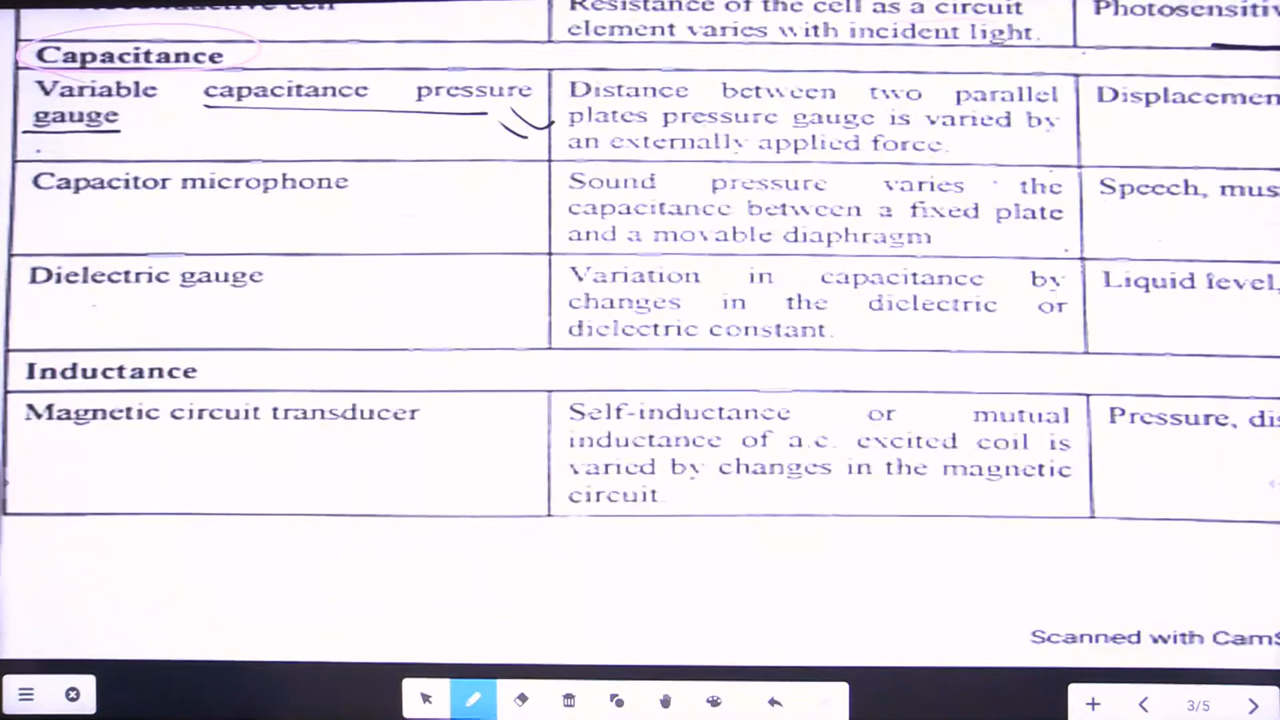 Resistance of the cell as a circuit
element varies with incident light.
Capacitance
Variable capacitance pressure
gauge
Distance between two parallel
plates pressure gauge is varied by
an externally applied force.
Capacitor microphone
Sound pressure varies the
capacitance between a fixed plate
and a movable diaphragm
Speech,
Dielectric gauge
Variation in capacitance by
changes in the dielectric or
dielectric constant.
Liquid level,
Inductance
Magnetic circuit transducer
Self-inductance or mutual
inductance of a.c. excited coil is
varied by changes in the magnetic
circuit
Pressure,
Scanned with
3/5